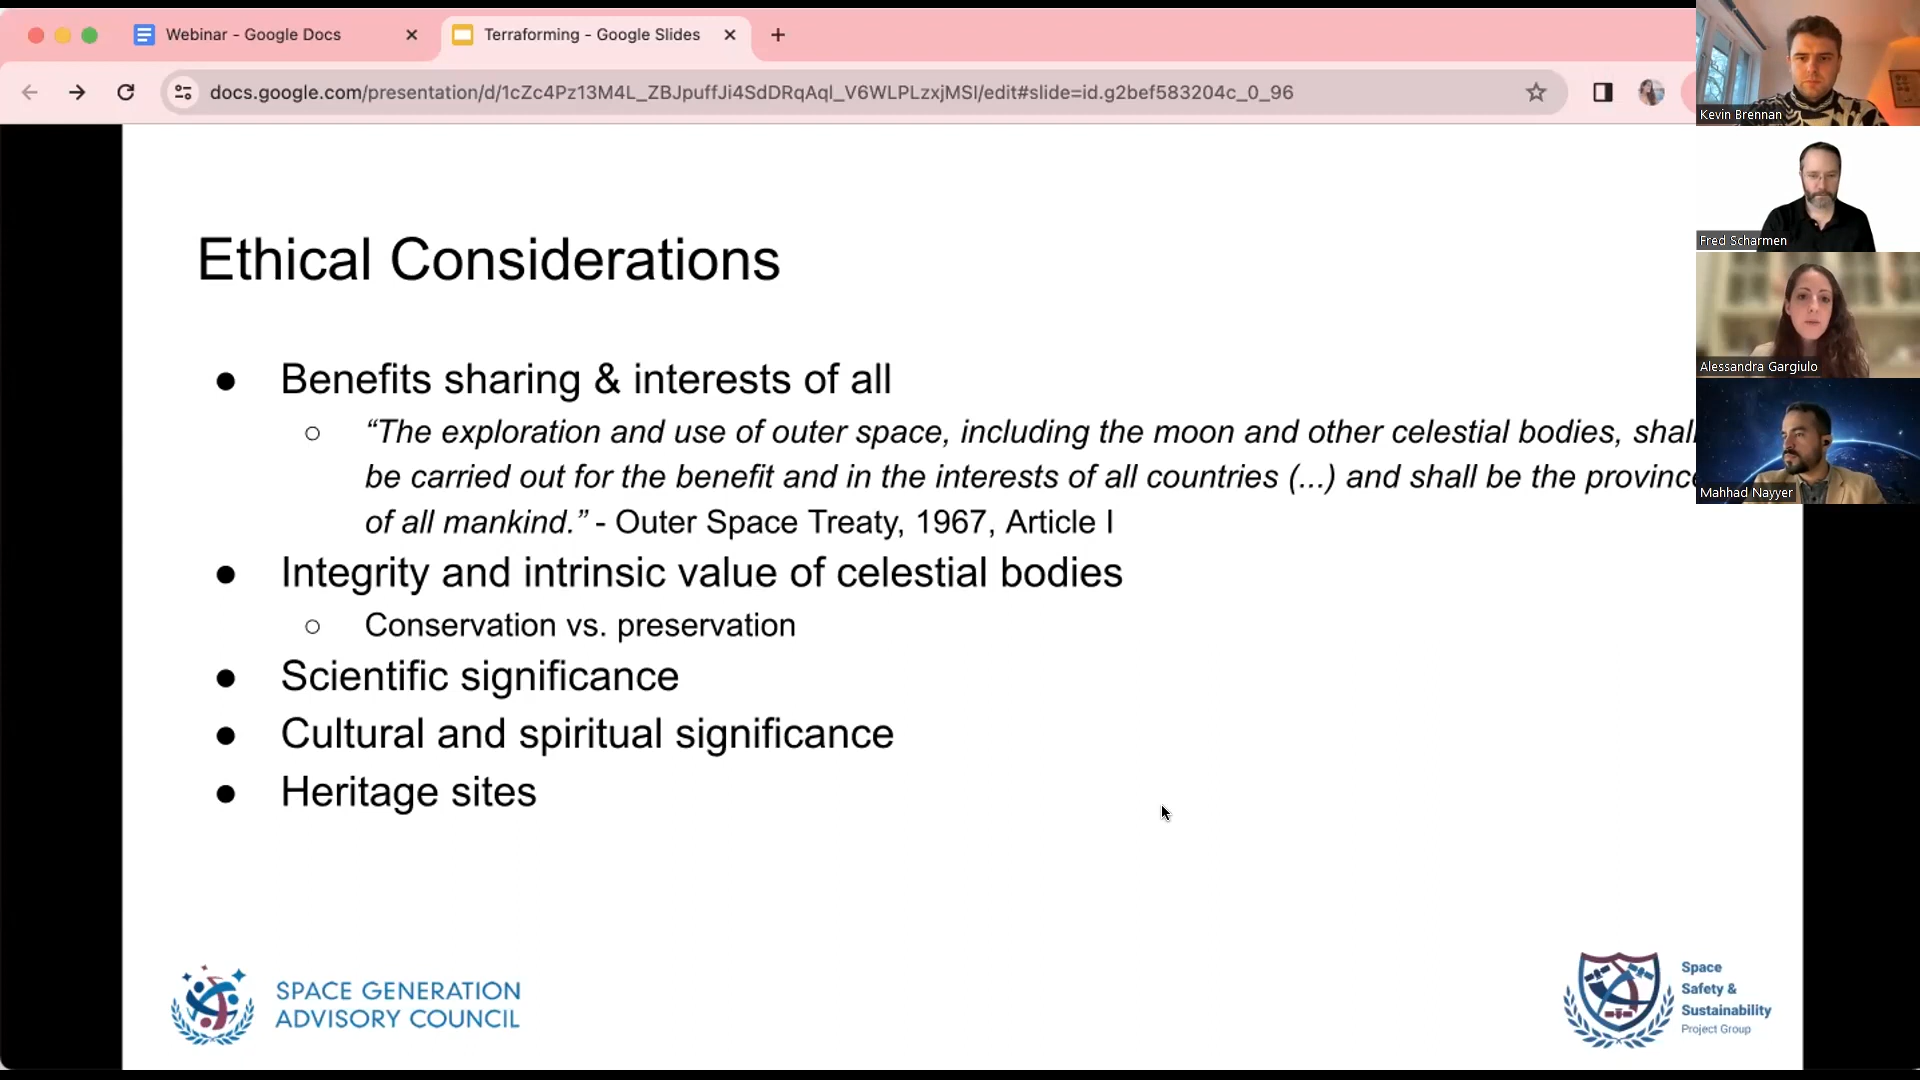 Webinar - Google Docs
Terraforming - Google Slides
docs.google.com/presentation/d/1cZc4Pz13M4L_ZBJpuffJi4SdDRqAql_V6WLPLzxjMSI/edit#slide=id.g2bef583204c_0_96
Kevin Brennan
Fred Scharmen
Alessandra Gargiulo
Mahhad Nayyer
Ethical Considerations
● Benefits sharing & interests of all
○ “The exploration and use of outer space, including the moon and other celestial bodies, shal
be carried out for the benefit and in the interests of all countries (...) and shall be the province
of all mankind.” - Outer Space Treaty, 1967, Article I
● Integrity and intrinsic value of celestial bodies
○ Conservation vs. preservation
● Scientific significance
● Cultural and spiritual significance
● Heritage sites
SPACE GENERATION
ADVISORY COUNCIL
Space
Safety &
Sustainability
Project Group